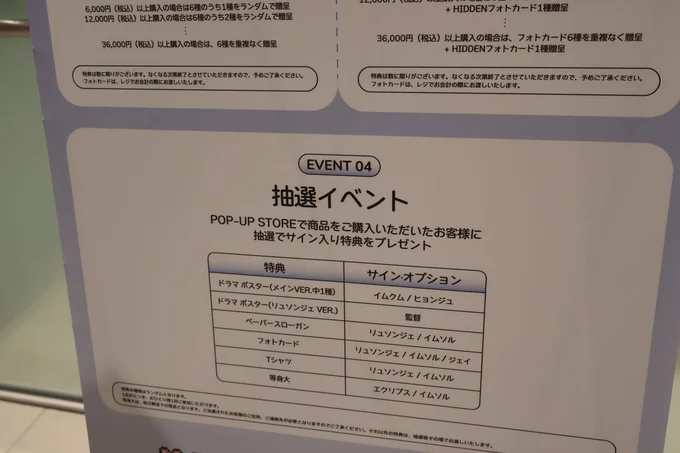 6,000円（税込）以上購入の場合は6種のうち1種をランダムで贈呈
12,000円（税込）以上購入の場合は6種のうち2種をランダムで贈呈
36,000円（税込）以上購入の場合は、6種を重複なく贈呈
特典は数に限りがございます。なくなる次第終了とさせていただきますので、予めご了承ください。
フォトカードは、レジでお会計の際にお渡しいたします。
+ HIDDENフォトカード1種贈呈
36,000円（税込）以上購入の場合は、フォトカード6種を重複なく贈呈
+ HIDDENフォトカード1種贈呈
特典は数に限りがございます。なくなる次第終了とさせていただきますので、予めご了承ください。
フォトカードは、レジでお会計の際にお渡しいたします。
EVENT 04
抽選イベント
POP-UP STOREで商品をご購入いただいたお客様に
抽選でサイン入り特典をプレゼント
特典 サイン·オプション
ドラマ ポスター(メインVER.中1種) イムクム / ヒョンジュ
ドラマ ポスター(リュソンジェ VER.) 監督
ペーパースローガン リュソンジェ / イムソル
フォトカード リュソンジェ / イムソル / ジェイ
Tシャツ リュソンジェ / イムソル
等身大 エクリプス / イムソル
特典の種類はランダムとなります。